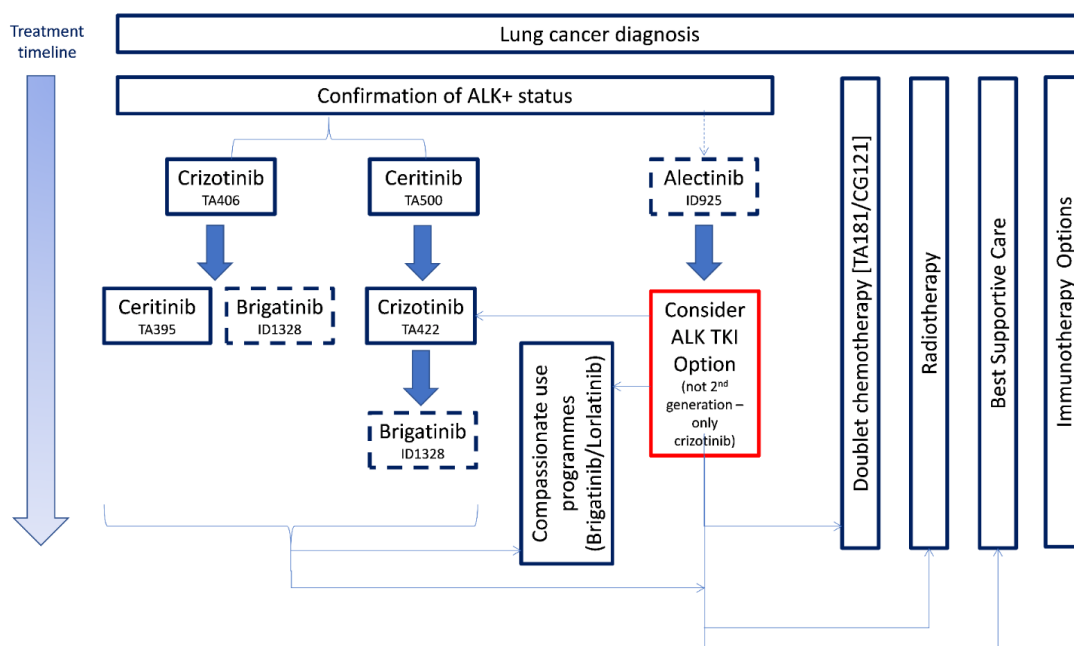 Treatment
timeline
Lung cancer diagnosis
Confirmation of ALK+ status
Crizotinib
TA406
Ceritinib
TA500
Alectinib
ID925
Ceritinib
TA395
Brigatinib
ID1328
Crizotinib
TA422
Brigatinib
ID1328
Compassionate use
programmes
(Brigatinib/Lorlatinib)
Consider
ALK TKI
Option
(not 2nd
generation –
only
crizotinib)
Doublet chemotherapy [TA181/CG121]
Radiotherapy
Best Supportive Care
Immunotherapy Options